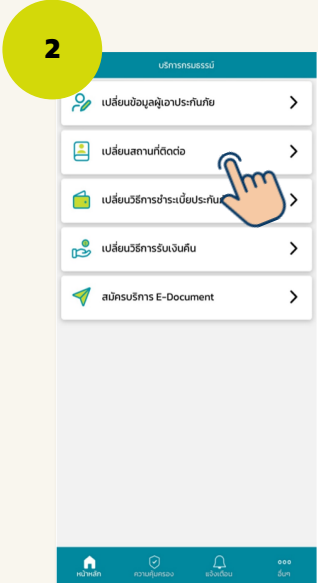 2
บริการกรมธรรม์
เปลี่ยนข้อมูลผู้เอาประกันภัย
เปลี่ยนสถานที่ติดต่อ
เปลี่ยนวิธีการชำระเบี้ยประกัน
เปลี่ยนวิธีการรับเงินคืน
สมัครบริการ E-Document
หน้าหลัก ความคุ้มครอง แจ้งเตือน อื่นๆ